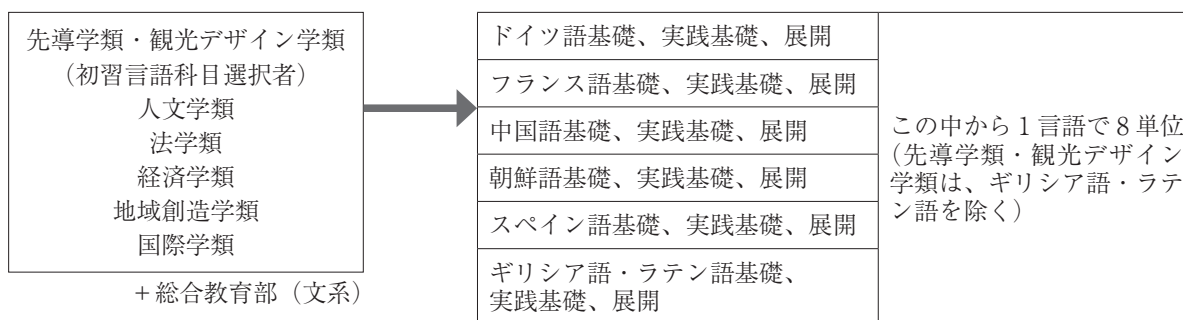 先導学類・観光デザイン学類
（初習言語科目選択者）
人文学類
法学類
経済学類
地域創造学類
国際学類
＋総合教育部（文系）
ドイツ語基礎、実践基礎、展開
フランス語基礎、実践基礎、展開
中国語基礎、実践基礎、展開
朝鮮語基礎、実践基礎、展開
スペイン語基礎、実践基礎、展開
ギリシア語・ラテン語基礎、
実践基礎、展開
この中から１言語で８単位
（先導学類・観光デザイン
学類は、ギリシア語・ラテ
ン語を除く）